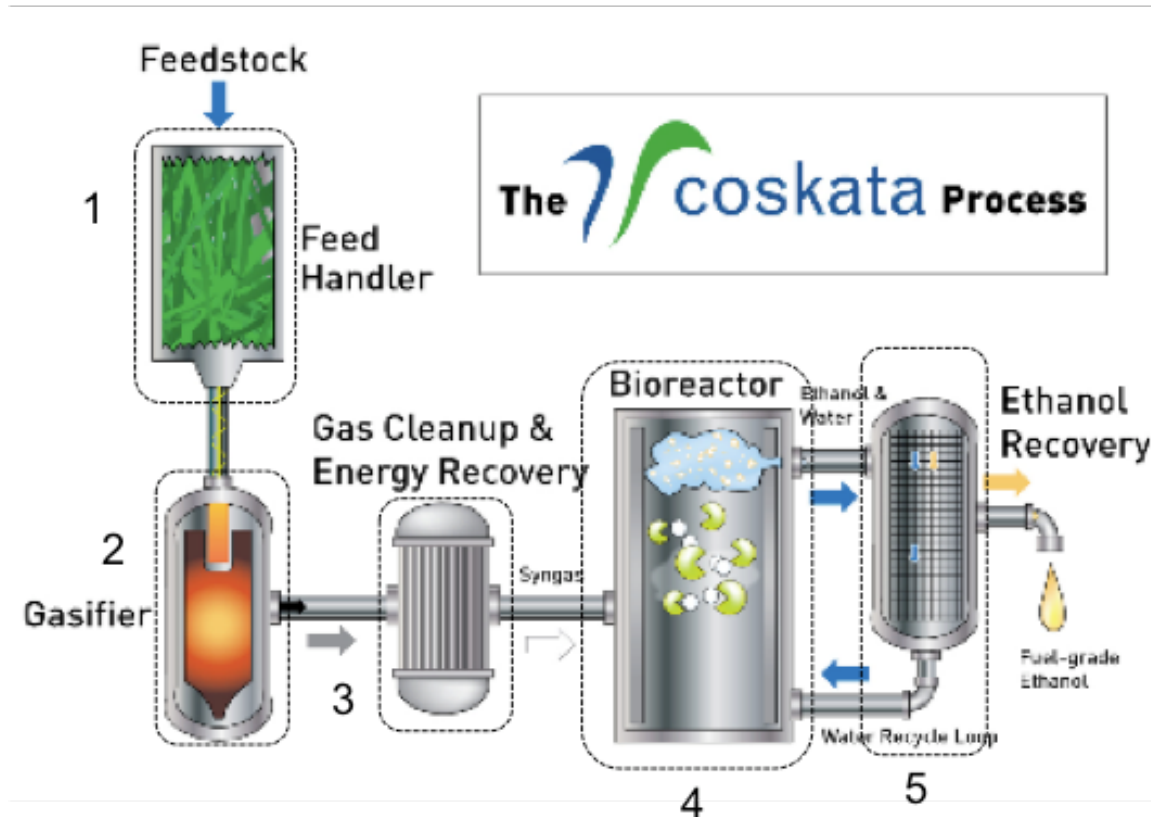 Feedstock
1
Feed
Handler
The coskata Process
Bioreactor
Ethanol &
Water
Ethanol
Recovery
Gas Cleanup &
Energy Recovery
2
Gasifier
Syngas
3
Fuel-grade
Ethanol
Water Recycle Loop
4
5